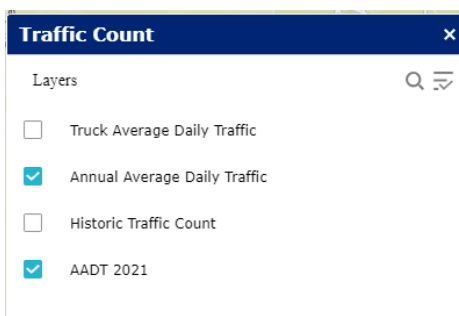 Traffic Count
Layers
Truck Average Daily Traffic
Annual Average Daily Traffic
Historic Traffic Count
AADT 2021